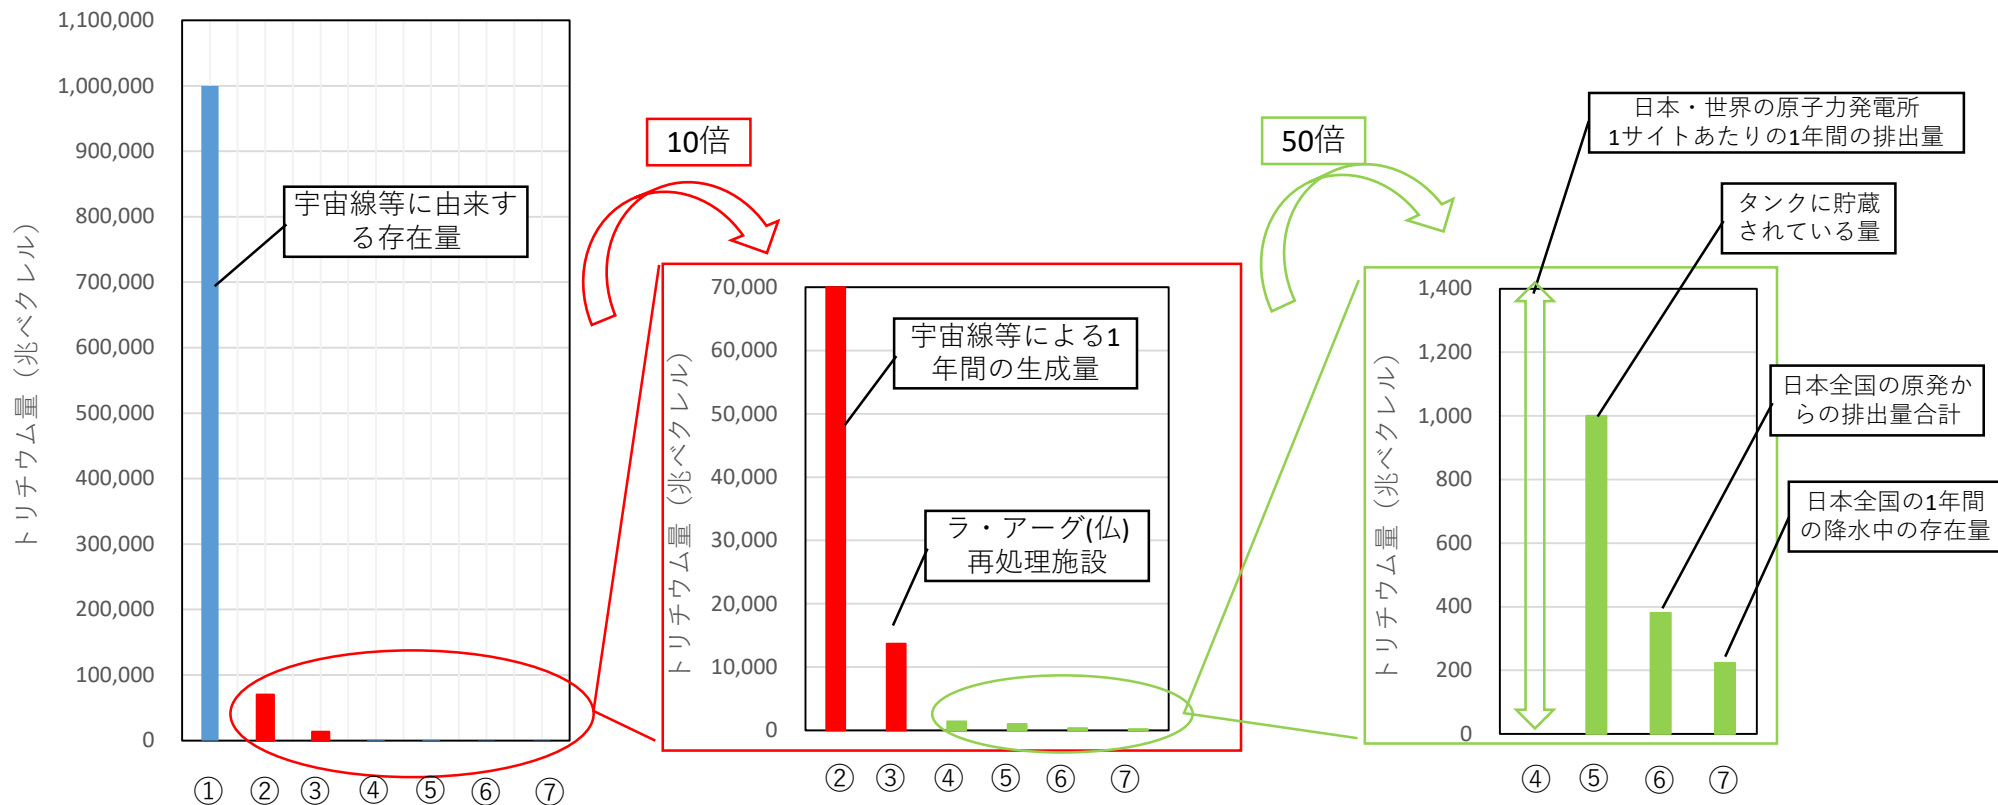 1,100,000
1,000,000
900,000
800,000
700,000
600,000
500,000
400,000
300,000
200,000
100,000
0
トリチウム量（兆ベクレル）
宇宙線等に由来す
る存在量
① ② ③ ④ ⑤ ⑥ ⑦
10倍
70,000
60,000
50,000
40,000
30,000
20,000
10,000
0
トリチウム量（兆ベクレル）
宇宙線等による1
年間の生成量
ラ・アーグ(仏)
再処理施設
② ③ ④ ⑤ ⑥ ⑦
50倍
日本・世界の原子力発電所
1サイトあたりの1年間の排出量
タンクに貯蔵
されている量
1,400
1,200
1,000
800
600
400
200
0
トリチウム量（兆ベクレル）
日本全国の原発か
らの排出量合計
日本全国の1年間
の降水中の存在量
④ ⑤ ⑥ ⑦